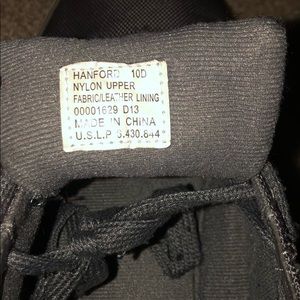 HANFORD 10D
NYLON UPPER
FABRIC/LEATHER LINING
00001629 D13
MADE IN CHINA
U.S.L.P 6.430.844